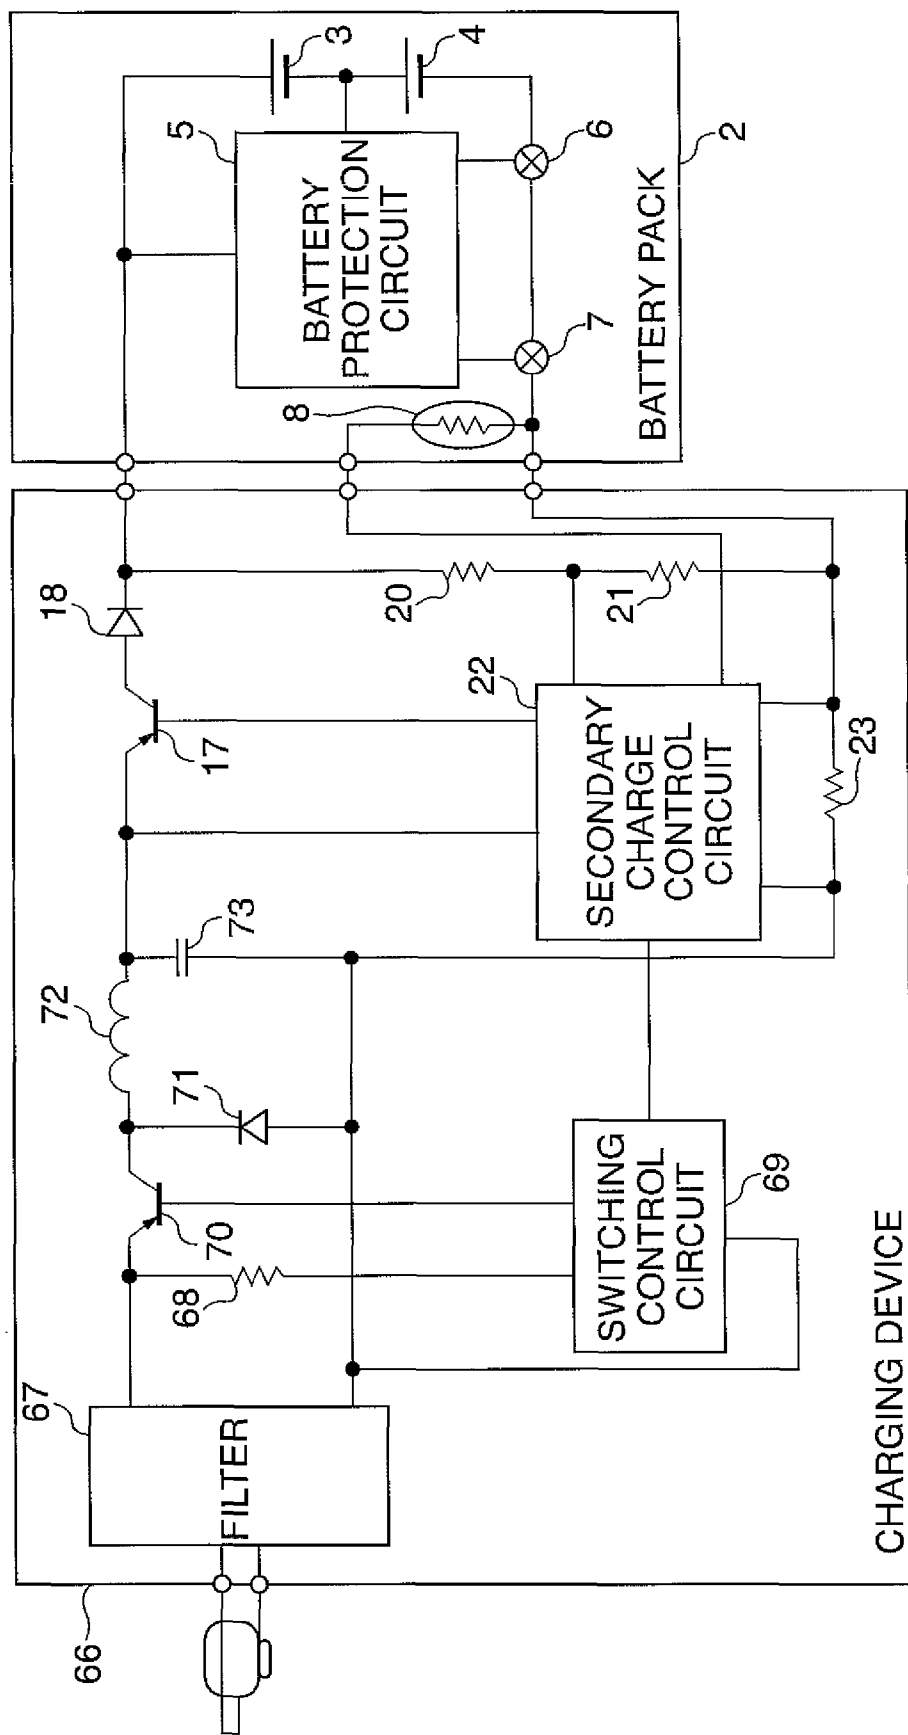 66
67
FILTER
68
70
71
72
73
17
18
SWITCHING
CONTROL
CIRCUIT
69
SECONDARY
CHARGE
CONTROL
CIRCUIT
22
20
21
23
CHARGING DEVICE
5
BATTERY
PROTECTION
CIRCUIT
3
4
6
7
8
2
BATTERY PACK